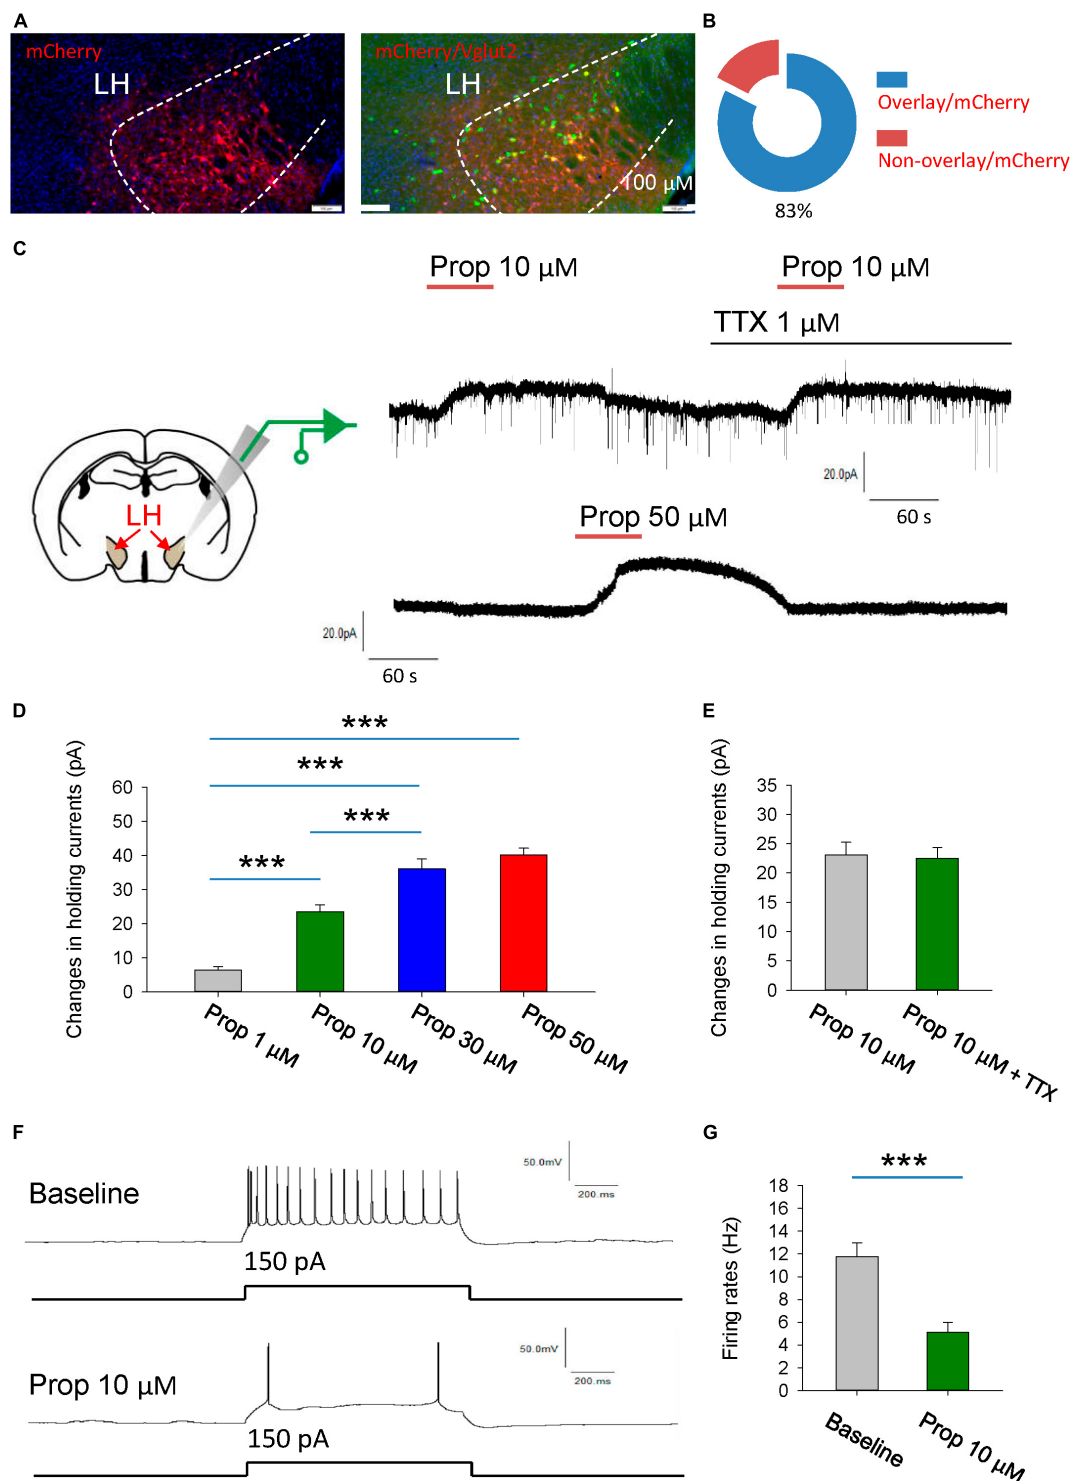 A
mCherry
LH
mCherry/Vglut2
LH
100 µM
B
Overlay/mCherry
Non-overlay/mCherry
83%
C
Prop 10 µM
Prop 10 µM
TTX 1 µM
LH
20.0pA
60 s
Prop 50 µM
20.0pA
60 s
D
Changes in holding currents (pA)
60
50
40
30
20
10
0
***
***
***
***
Prop 1 µM
Prop 10 µM
Prop 30 µM
Prop 50 µM
E
Changes in holding currents (pA)
35
30
25
20
15
10
5
0
Prop 10 µM
Prop 10 µM + TTX
F
Baseline
50.0mV
200.ms
150 pA
Prop 10 µM
50.0mV
200.ms
150 pA
G
***
Firing rates (Hz)
18
16
14
12
10
8
6
4
2
0
Baseline
Prop 10 µM